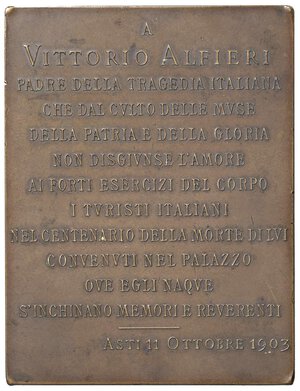 A
VITTORIO ALFIERI
PADRE DELLA TRAGEDIA ITALIANA
CHE DAL CVLTO DELLE MVSE
DELLA PATRIA E DELLA GLORIA
NON DISGIVNSE L'AMORE
AI FORTI ESERCIZI DEL CORPO
I TVRISTI ITALIANI
NEL CENTENARIO DELLA MORTE DI LVI
CONVENVTI NEL PALAZZO
OVE EGLI NAQVE
S'INCHINANO MEMORI E REVERENTI
ASTI 11 OTTOBRE 1903